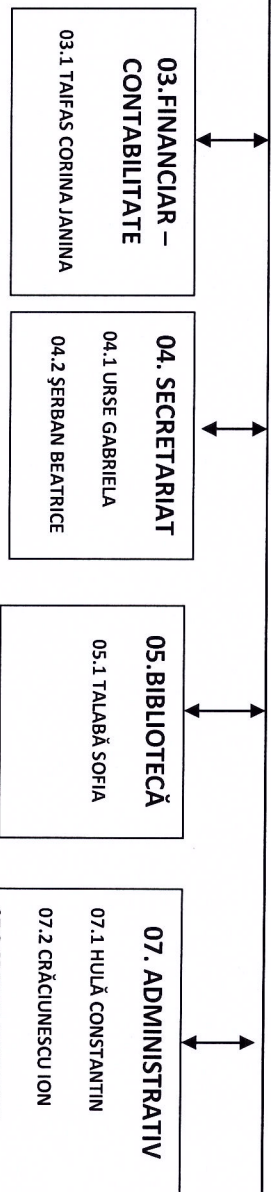 03.FINANCIAR –
CONTABILITATE
03.1 TAIFAS CORINA JANINA
04. SECRETARIAT
04.1 URSE GABRIELA
04.2 ŞERBAN BEATRICE
05.BIBLIOTECĂ
05.1 TALABĂ SOFIA
07. ADMINISTRATIV
07.1 HULĂ CONSTANTIN
07.2 CRĂCIUNESCU ION